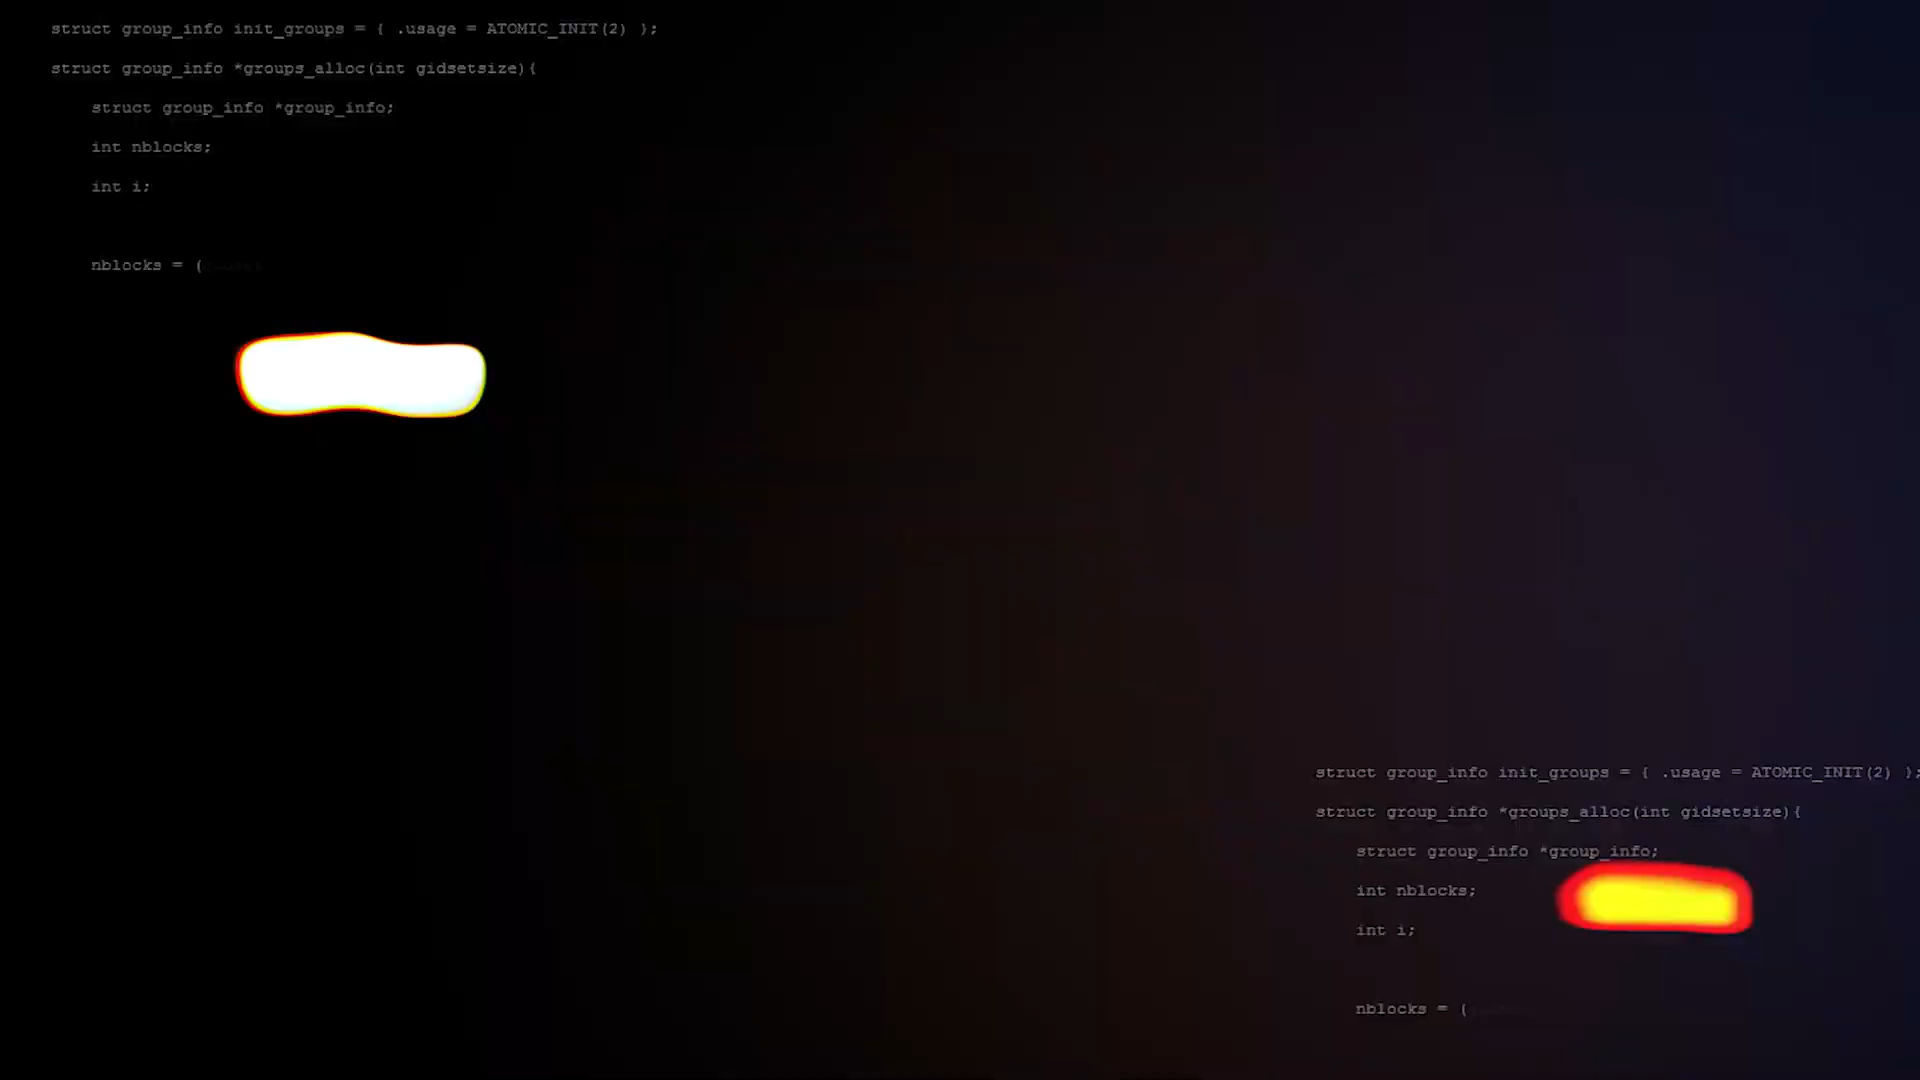 struct group_info init_groups = { .usage = ATOMIC_INIT(2) };
struct group_info *groups_alloc(int gidsetsize){
struct group_info *group_info;
int nblocks;
int i;
nblocks = (
struct group_info init_groups = { .usage = ATOMIC_INIT(2) };
struct group_info *groups_alloc(int gidsetsize){
struct group_info *group_info;
int nblocks;
int i;
nblocks = (